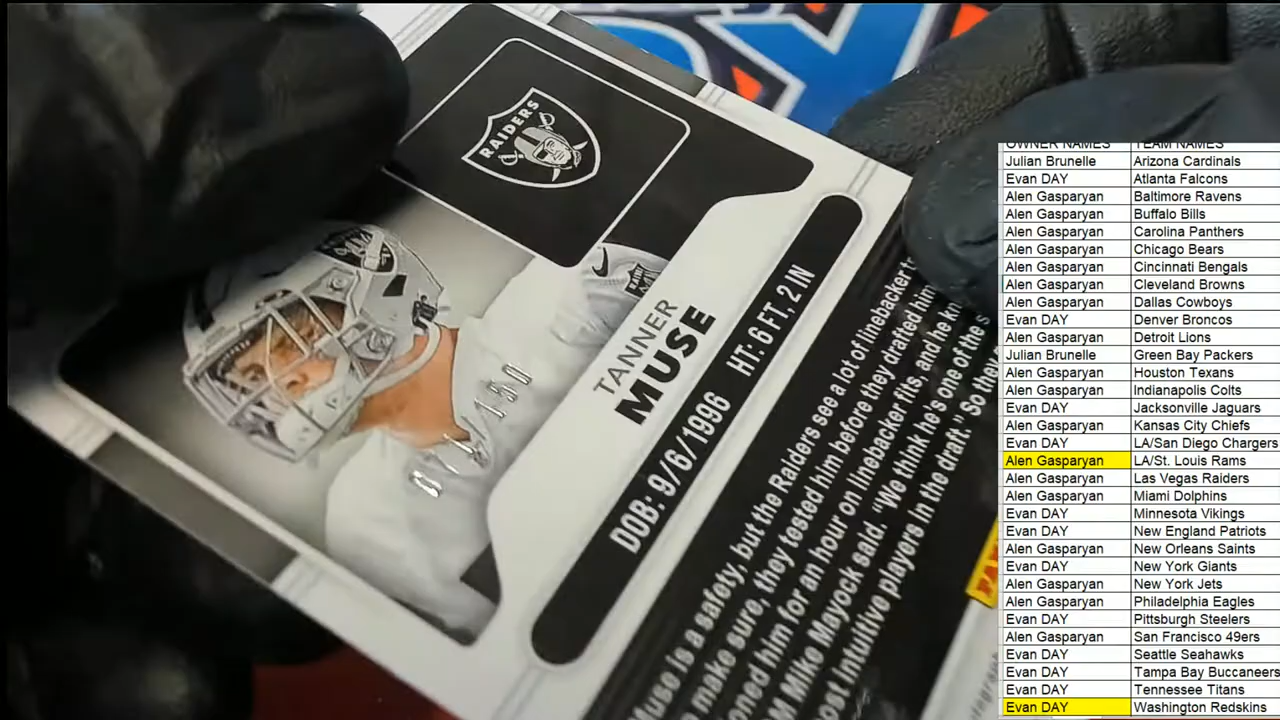 RAIDERS
TANNER
MUSE
DOB: 9/6/1996 HT: 6 FT, 2 IN
Muse is a safety, but the Raiders see a lot of linebacker
make sure, they tested him before they drafted him
him for an hour on linebacker fits, and he
Mike Mayock said. "We think he's one of the
most intuitive players in the draft." So
OWNER NAMES TEAM NAMES
Julian Brunelle Arizona Cardinals
Evan DAY Atlanta Falcons
Alen Gasparyan Baltimore Ravens
Alen Gasparyan Buffalo Bills
Alen Gasparyan Carolina Panthers
Alen Gasparyan Chicago Bears
Alen Gasparyan Cincinnati Bengals
Alen Gasparyan Cleveland Browns
Alen Gasparyan Dallas Cowboys
Evan DAY Denver Broncos
Alen Gasparyan Detroit Lions
Julian Brunelle Green Bay Packers
Alen Gasparyan Houston Texans
Alen Gasparyan Indianapolis Colts
Evan DAY Jacksonville Jaguars
Alen Gasparyan Kansas City Chiefs
Evan DAY LA/San Diego Chargers
Alen Gasparyan LA/St. Louis Rams
Alen Gasparyan Las Vegas Raiders
Alen Gasparyan Miami Dolphins
Evan DAY Minnesota Vikings
Evan DAY New England Patriots
Alen Gasparyan New Orleans Saints
Evan DAY New York Giants
Alen Gasparyan New York Jets
Alen Gasparyan Philadelphia Eagles
Evan DAY Pittsburgh Steelers
Alen Gasparyan San Francisco 49ers
Evan DAY Seattle Seahawks
Evan DAY Tampa Bay Buccaneers
Evan DAY Tennessee Titans
Evan DAY Washington Redskins